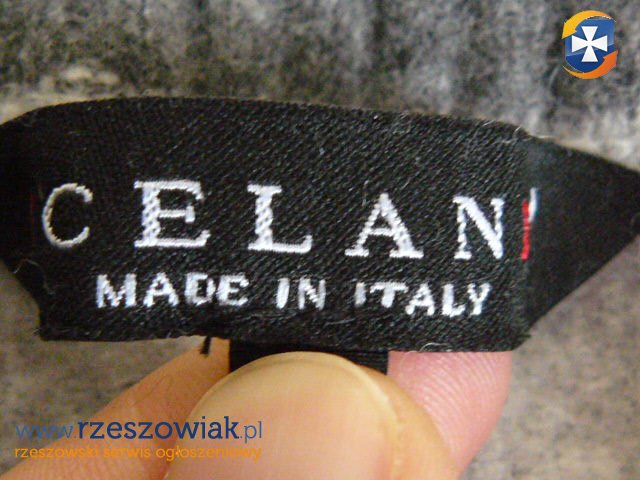 CELAN
MADE IN ITALY
www.rzeszowiak.pl
rzeszowski serwis ogłoszeniowy